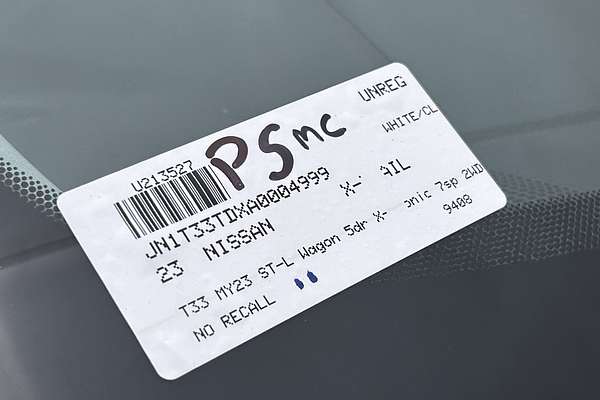 UNREG
PSmc
U213527
WHITE/CL
JN1T33TDXA0004999
23 NISSAN X- AIL
T33 MY23 ST-L Wagon 5dr X- onic 7sp 2WD
NO RECALL 9408